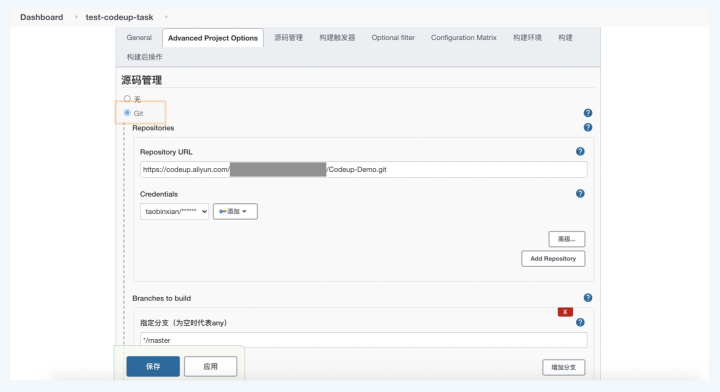 Dashboard › test-codeup-task ›
General Advanced Project Options 源码管理 构建触发器 Optional filter Configuration Matrix 构建环境 构建
构建后操作
源码管理
无
Git ?
Repositories ?
Repository URL ?
https://codeup.aliyun.com/ /Codeup-Demo.git
Credentials ?
taobinxian/****** 添加
高级...
Add Repository
Branches to build ?
X
指定分支（为空时代表any） ?
*/master
保存 应用 增加分支